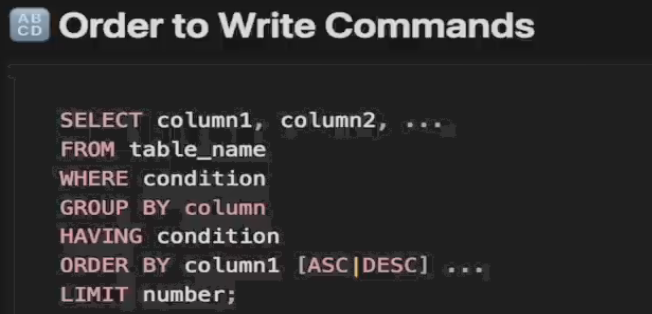 ABCD Order to Write Commands
SELECT column1, column2, ...
FROM table_name
WHERE condition
GROUP BY column
HAVING condition
ORDER BY column1 [ASC|DESC] ...
LIMIT number;